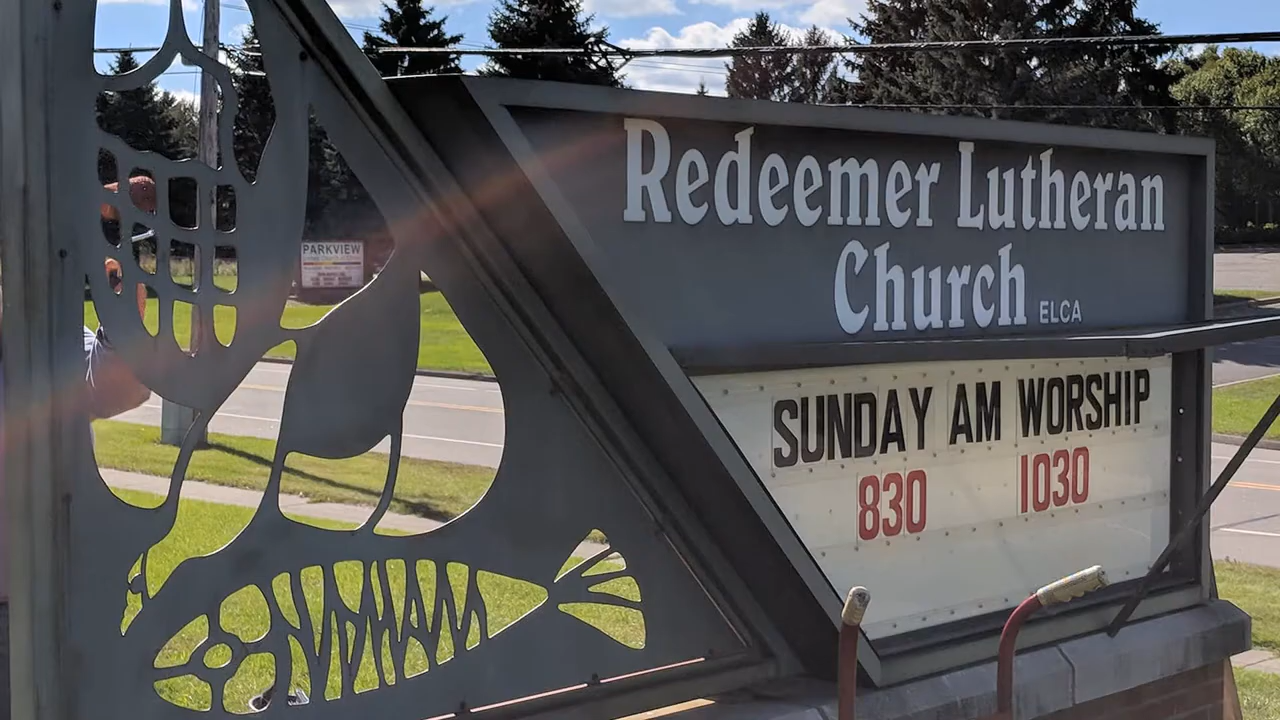 PARKVIEW
Redeemer Lutheran
Church ELCA
SUNDAY AM WORSHIP
830 1030